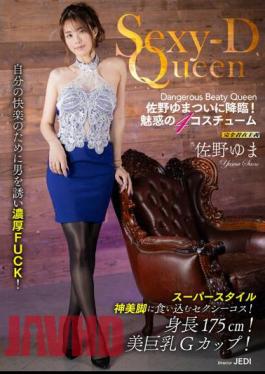 Sexy-D
Queen
Dangerous Beaty Queen
佐野ゆまついに降臨!
魅惑の4コスチューム
完全着衣主義
佐野ゆま
Yuma Sano
自分の快楽のために男を誘い濃厚FUCK!
スーパースタイル
神美脚に食い込むセクシーコス!
身長175cm!
美巨乳Gカップ!
Director JEDI
JAVHD